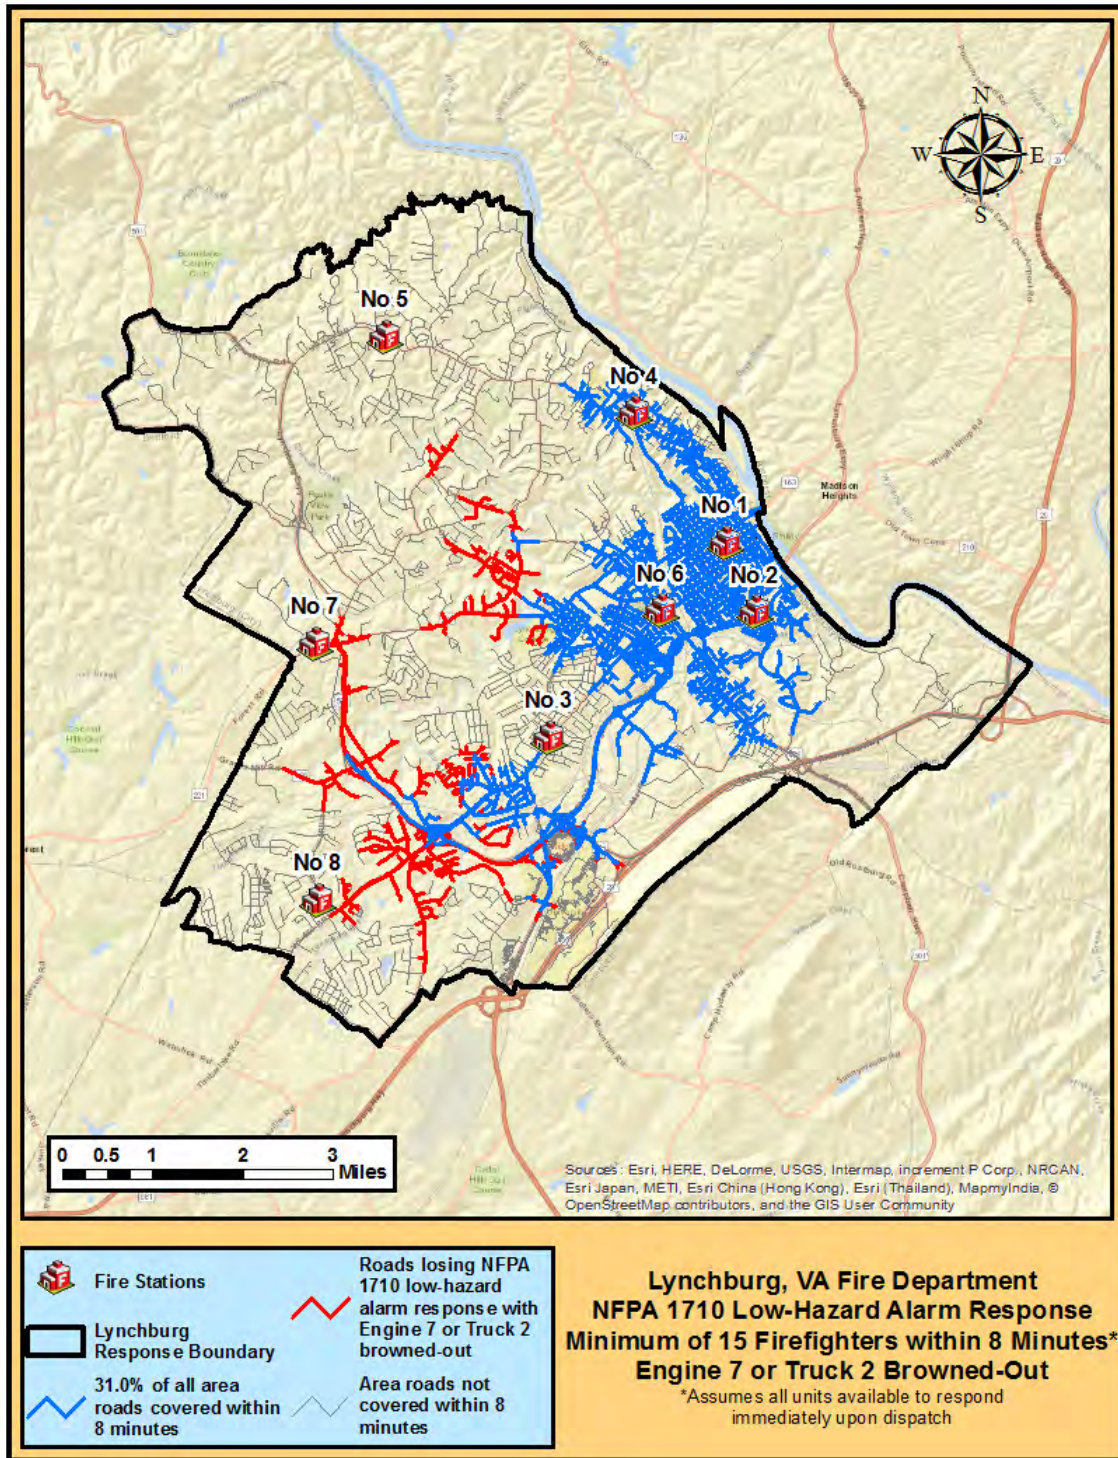 N
W E
S
No 5
No 4
No 1
No 6
No 2
No 7
No 3
No 8
Madison
Heights
0 0.5 1 2 3
Miles
Sources: Esri, HERE, DeLorme, USGS, Intermap, increment P Corp., NRCAN,
Esri Japan, METI, Esri China (Hong Kong), Esri (Thailand), MapmyIndia, ©
OpenStreetMap contributors, and the GIS User Community
Fire Stations
Lynchburg
Response Boundary
31.0% of all area
roads covered within
8 minutes
Roads losing NFPA
1710 low-hazard
alarm response with
Engine 7 or Truck 2
browned-out
Area roads not
covered within 8
minutes
Lynchburg, VA Fire Department
NFPA 1710 Low-Hazard Alarm Response
Minimum of 15 Firefighters within 8 Minutes*
Engine 7 or Truck 2 Browned-Out
*Assumes all units available to respond
immediately upon dispatch